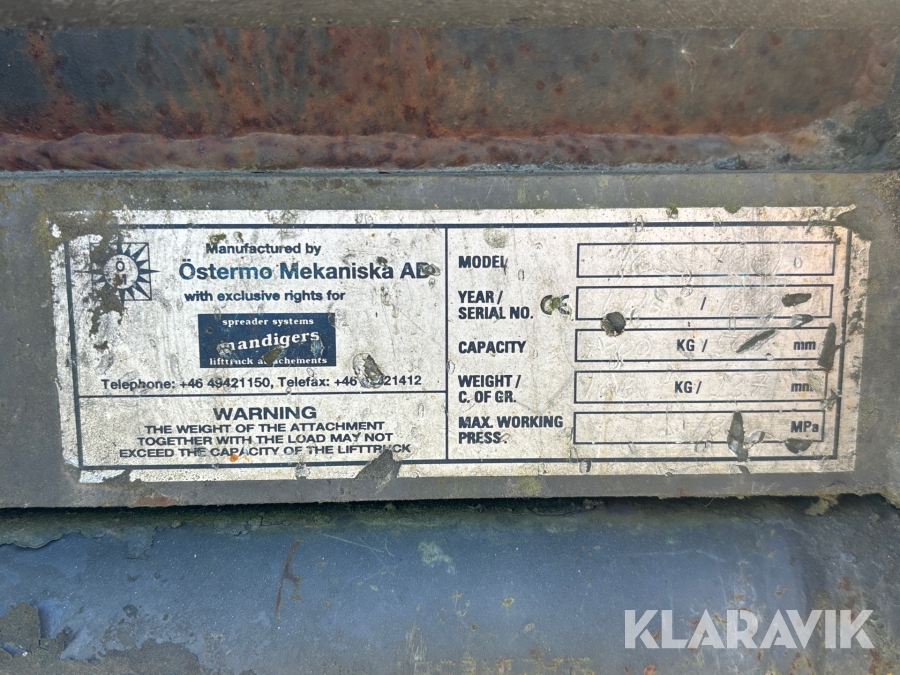 Manufactured by
Östermo Mekaniska AB
with exclusive rights for
spreader systems
mandigers
lifttruck attachements
Telephone: +46 49421150, Telefax: +46
WARNING
THE WEIGHT OF THE ATTACHMENT
TOGETHER WITH THE LOAD MAY NOT
EXCEED THE CAPACITY OF THE LIFTTRUCK
MODEL
YEAR /
SERIAL NO. /
CAPACITY KG / mm
WEIGHT /
C. OF GR. KG / mm
MAX. WORKING
PRESS. MPa
KLARAVIK